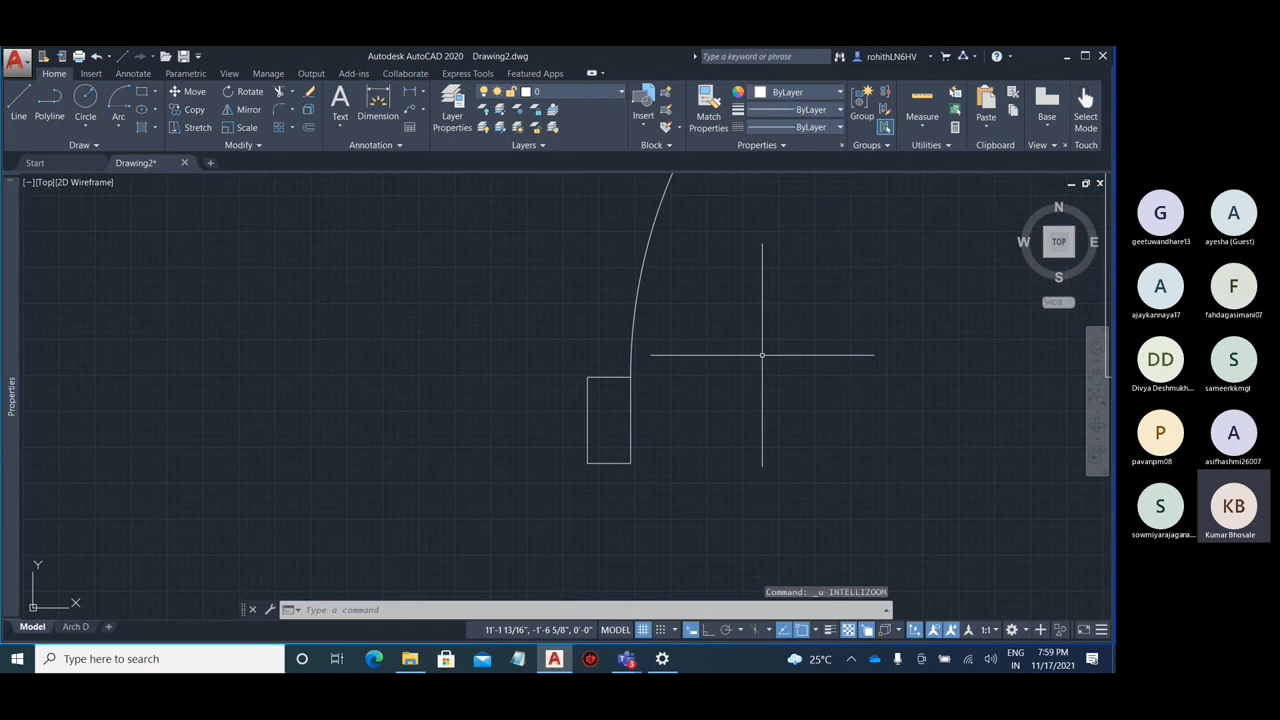 Autodesk AutoCAD 2020 Drawing2.dwg
Type a keyword or phrase
rohithLN6HV
Home Insert Annotate Parametric View Manage Output Add-ins Collaborate Express Tools Featured Apps
Line
Polyline
Circle
Arc
Move
Rotate
Copy
Mirror
Stretch
Scale
Text
Dimension
Layer
Properties
0
Insert
Match
Properties
ByLayer
ByLayer
ByLayer
Group
Measure
Paste
Base
Select
Mode
Draw
Modify
Annotation
Layers
Block
Properties
Groups
Utilities
Clipboard
View
Touch
Start
Drawing2*
[−][Top][2D Wireframe]
N
W
TOP
E
S
WCS
Properties
Y
X
Command: _u INTELLIZOOM
Type a command
Model Arch D
11'-1 13/16", -1'-6 5/8", 0'-0" MODEL
1:1
Type here to search
3
25°C
ENG
IN
7:59 PM
11/17/2021
G
A
geetuwandhare13
ayesha (Guest)
A
F
ajaykannaya17
fahdagasimani07
DD
S
Divya Deshmukh...
sameerkkmgl
P
A
pavanpm08
asifhashmi26007
S
KB
sowmiyarajagana...
Kumar Bhosale